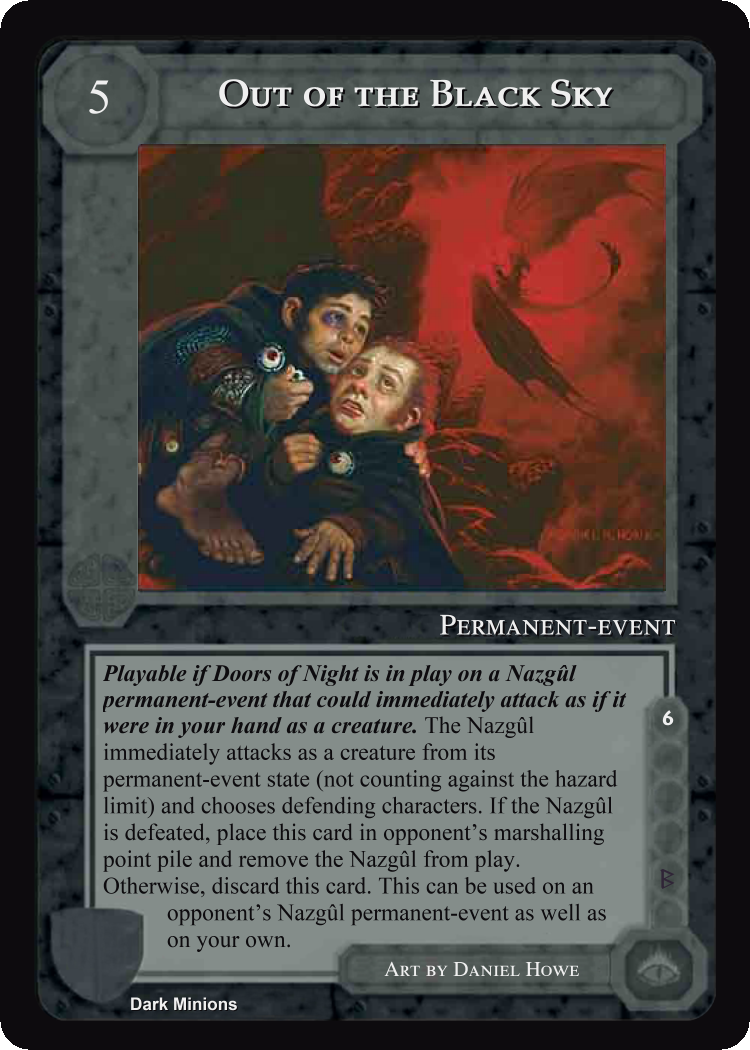 5
Out of the Black Sky
Permanent-event
Playable if Doors of Night is in play on a Nazgûl
permanent-event that could immediately attack as if it
were in your hand as a creature. The Nazgûl
immediately attacks as a creature from its
permanent-event state (not counting against the hazard
limit) and chooses defending characters. If the Nazgûl
is defeated, place this card in opponent's marshalling
point pile and remove the Nazgûl from play.
Otherwise, discard this card. This can be used on an
opponent's Nazgûl permanent-event as well as
on your own.
6
Art by Daniel Howe
Dark Minions